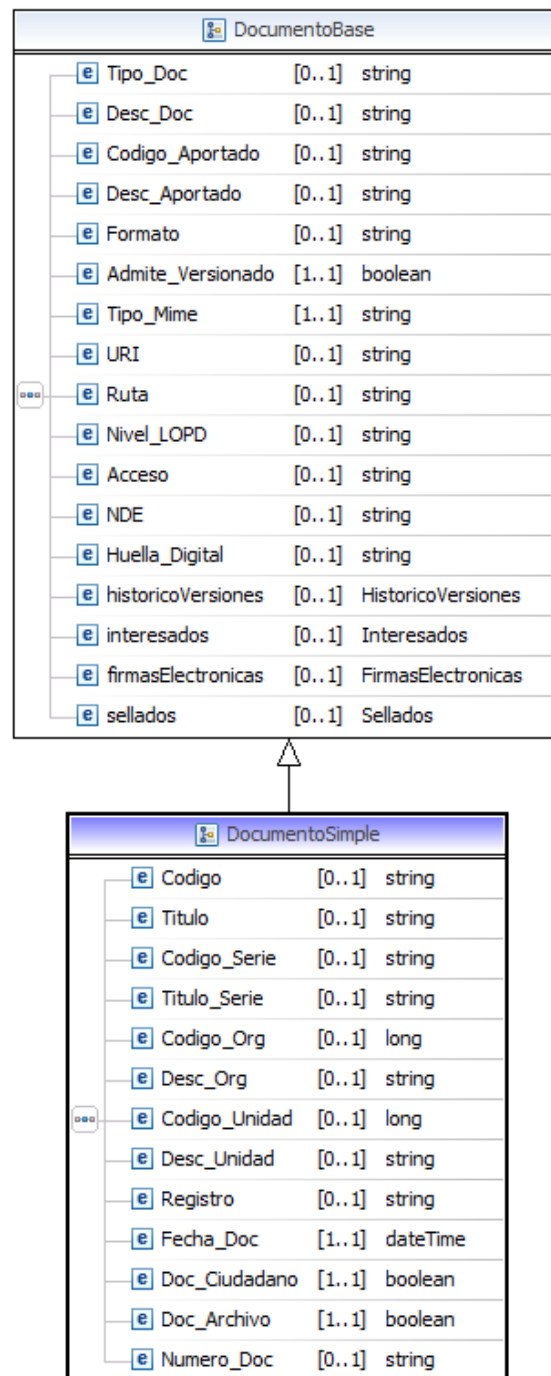 DocumentoBase
e Tipo_Doc [0..1] string
e Desc_Doc [0..1] string
e Codigo_Aportado [0..1] string
e Desc_Aportado [0..1] string
e Formato [0..1] string
e Admite_Versionado [1..1] boolean
e Tipo_Mime [1..1] string
e URI [0..1] string
e Ruta [0..1] string
e Nivel_LOPD [0..1] string
e Acceso [0..1] string
e NDE [0..1] string
e Huella_Digital [0..1] string
e historicoVersiones [0..1] HistoricoVersiones
e interesados [0..1] Interesados
e firmasElectronicas [0..1] FirmasElectronicas
e sellados [0..1] Sellados
DocumentoSimple
e Codigo [0..1] string
e Titulo [0..1] string
e Codigo_Serie [0..1] string
e Titulo_Serie [0..1] string
e Codigo_Org [0..1] long
e Desc_Org [0..1] string
e Codigo_Unidad [0..1] long
e Desc_Unidad [0..1] string
e Registro [0..1] string
e Fecha_Doc [1..1] dateTime
e Doc_Ciudadano [1..1] boolean
e Doc_Archivo [1..1] boolean
e Numero_Doc [0..1] string